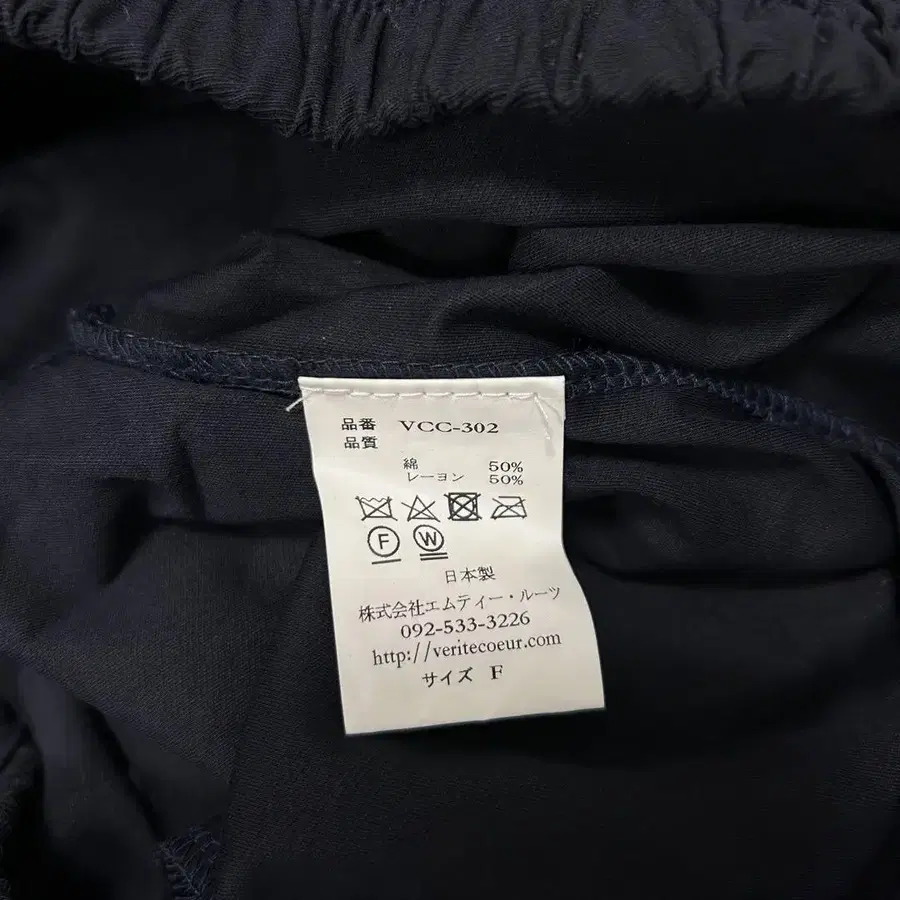 品番 VCC-302
品質
綿 50%
レーヨン 50%
F W
日本製
株式会社エムティー・ルーツ
092-533-3226
http://veritecoeur.com
サイズ F